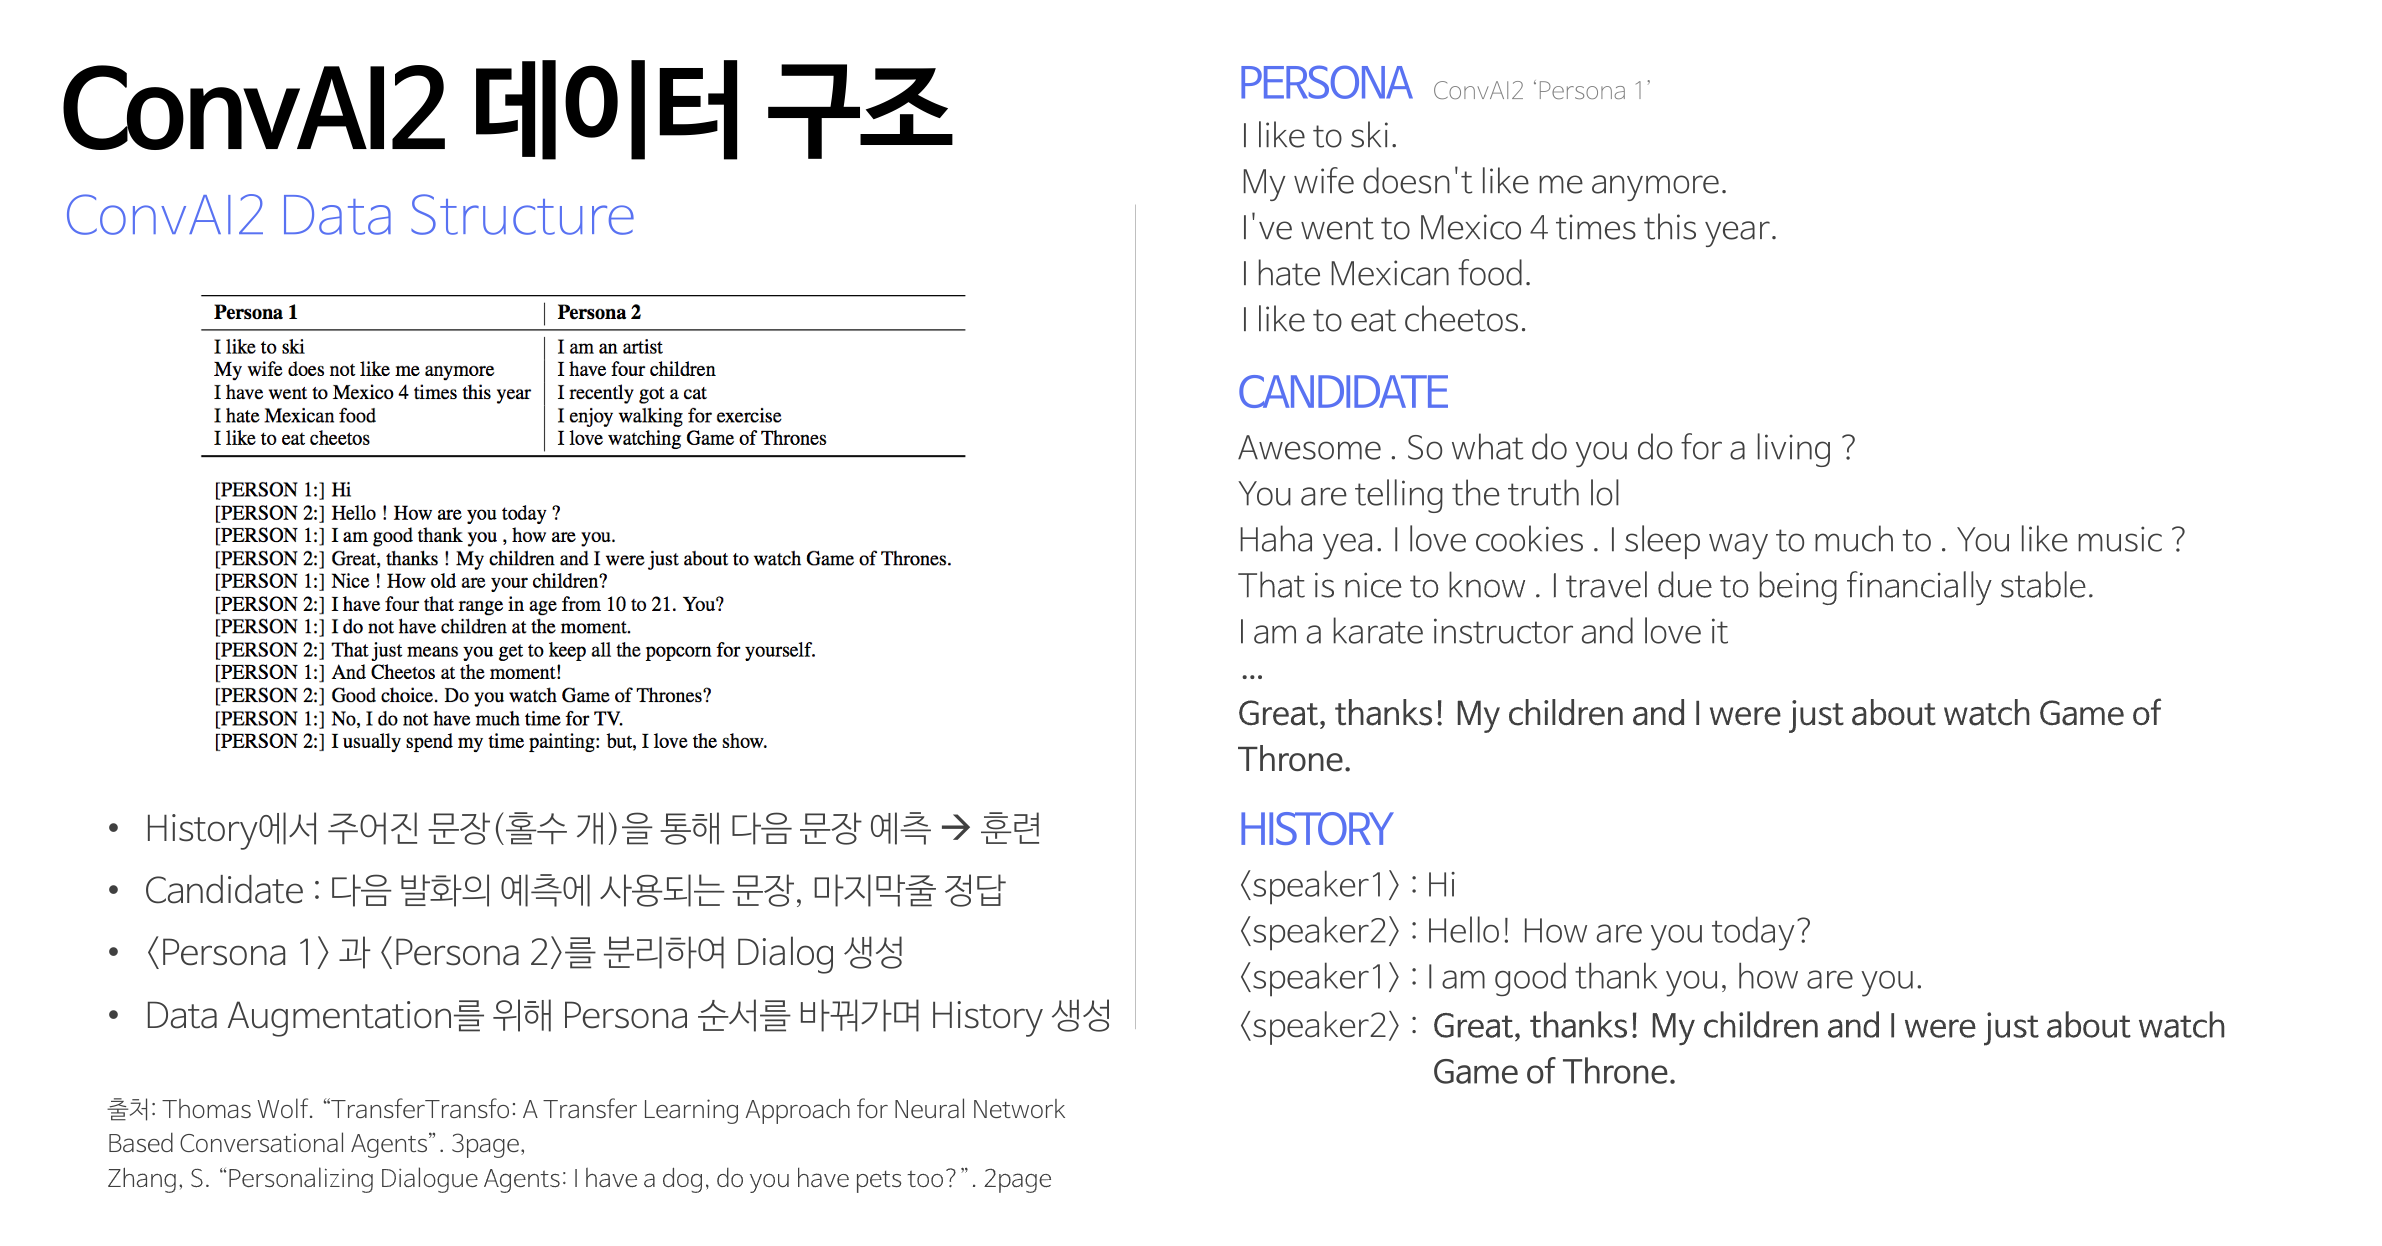 ConvAI2 데이터 구조
ConvAI2 Data Structure
Persona 1 Persona 2
I like to ski I am an artist
My wife does not like me anymore I have four children
I have went to Mexico 4 times this year I recently got a cat
I hate Mexican food I enjoy walking for exercise
I like to eat cheetos I love watching Game of Thrones
[PERSON 1:] Hi
[PERSON 2:] Hello ! How are you today ?
[PERSON 1:] I am good thank you , how are you.
[PERSON 2:] Great, thanks ! My children and I were just about to watch Game of Thrones.
[PERSON 1:] Nice ! How old are your children?
[PERSON 2:] I have four that range in age from 10 to 21. You?
[PERSON 1:] I do not have children at the moment.
[PERSON 2:] That just means you get to keep all the popcorn for yourself.
[PERSON 1:] And Cheetos at the moment!
[PERSON 2:] Good choice. Do you watch Game of Thrones?
[PERSON 1:] No, I do not have much time for TV.
[PERSON 2:] I usually spend my time painting: but, I love the show.
• History에서 주어진 문장(홀수 개)을 통해 다음 문장 예측 → 훈련
• Candidate : 다음 발화의 예측에 사용되는 문장, 마지막줄 정답
• 〈Persona 1〉 과 〈Persona 2〉를 분리하여 Dialog 생성
• Data Augmentation를 위해 Persona 순서를 바꿔가며 History 생성
출처: Thomas Wolf. “TransferTransfo: A Transfer Learning Approach for Neural Network
Based Conversational Agents”. 3page,
Zhang, S. “Personalizing Dialogue Agents: I have a dog, do you have pets too?”. 2page
PERSONA ConvAI2 ‘Persona 1’
I like to ski.
My wife doesn't like me anymore.
I've went to Mexico 4 times this year.
I hate Mexican food.
I like to eat cheetos.
CANDIDATE
Awesome . So what do you do for a living ?
You are telling the truth lol
Haha yea. I love cookies . I sleep way to much to . You like music ?
That is nice to know . I travel due to being financially stable.
I am a karate instructor and love it
...
Great, thanks! My children and I were just about watch Game of
Throne.
HISTORY
〈speaker1〉 : Hi
〈speaker2〉 : Hello! How are you today?
〈speaker1〉 : I am good thank you, how are you.
〈speaker2〉 : Great, thanks! My children and I were just about watch
Game of Throne.